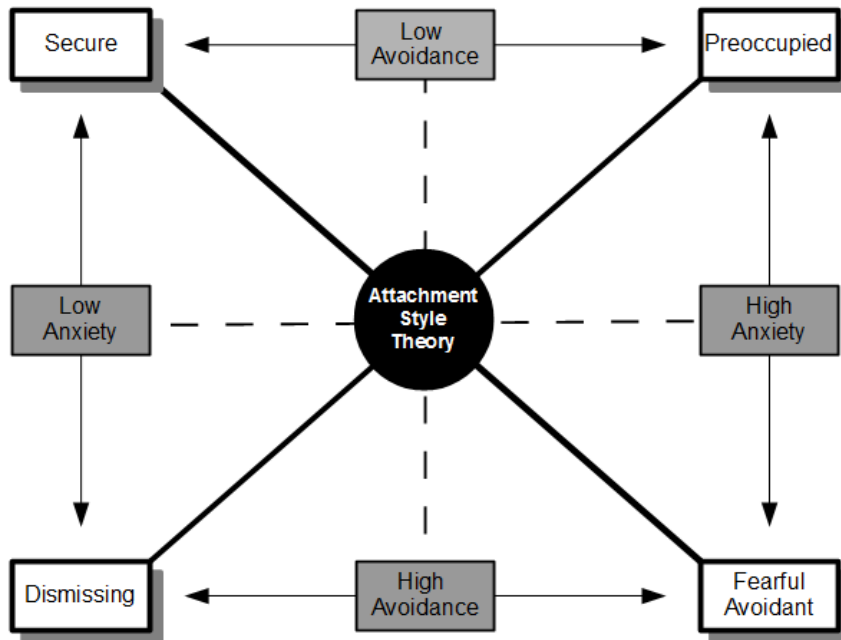 Secure
Low
Avoidance
Preoccupied
Low
Anxiety
Attachment
Style
Theory
High
Anxiety
Dismissing
High
Avoidance
Fearful
Avoidant